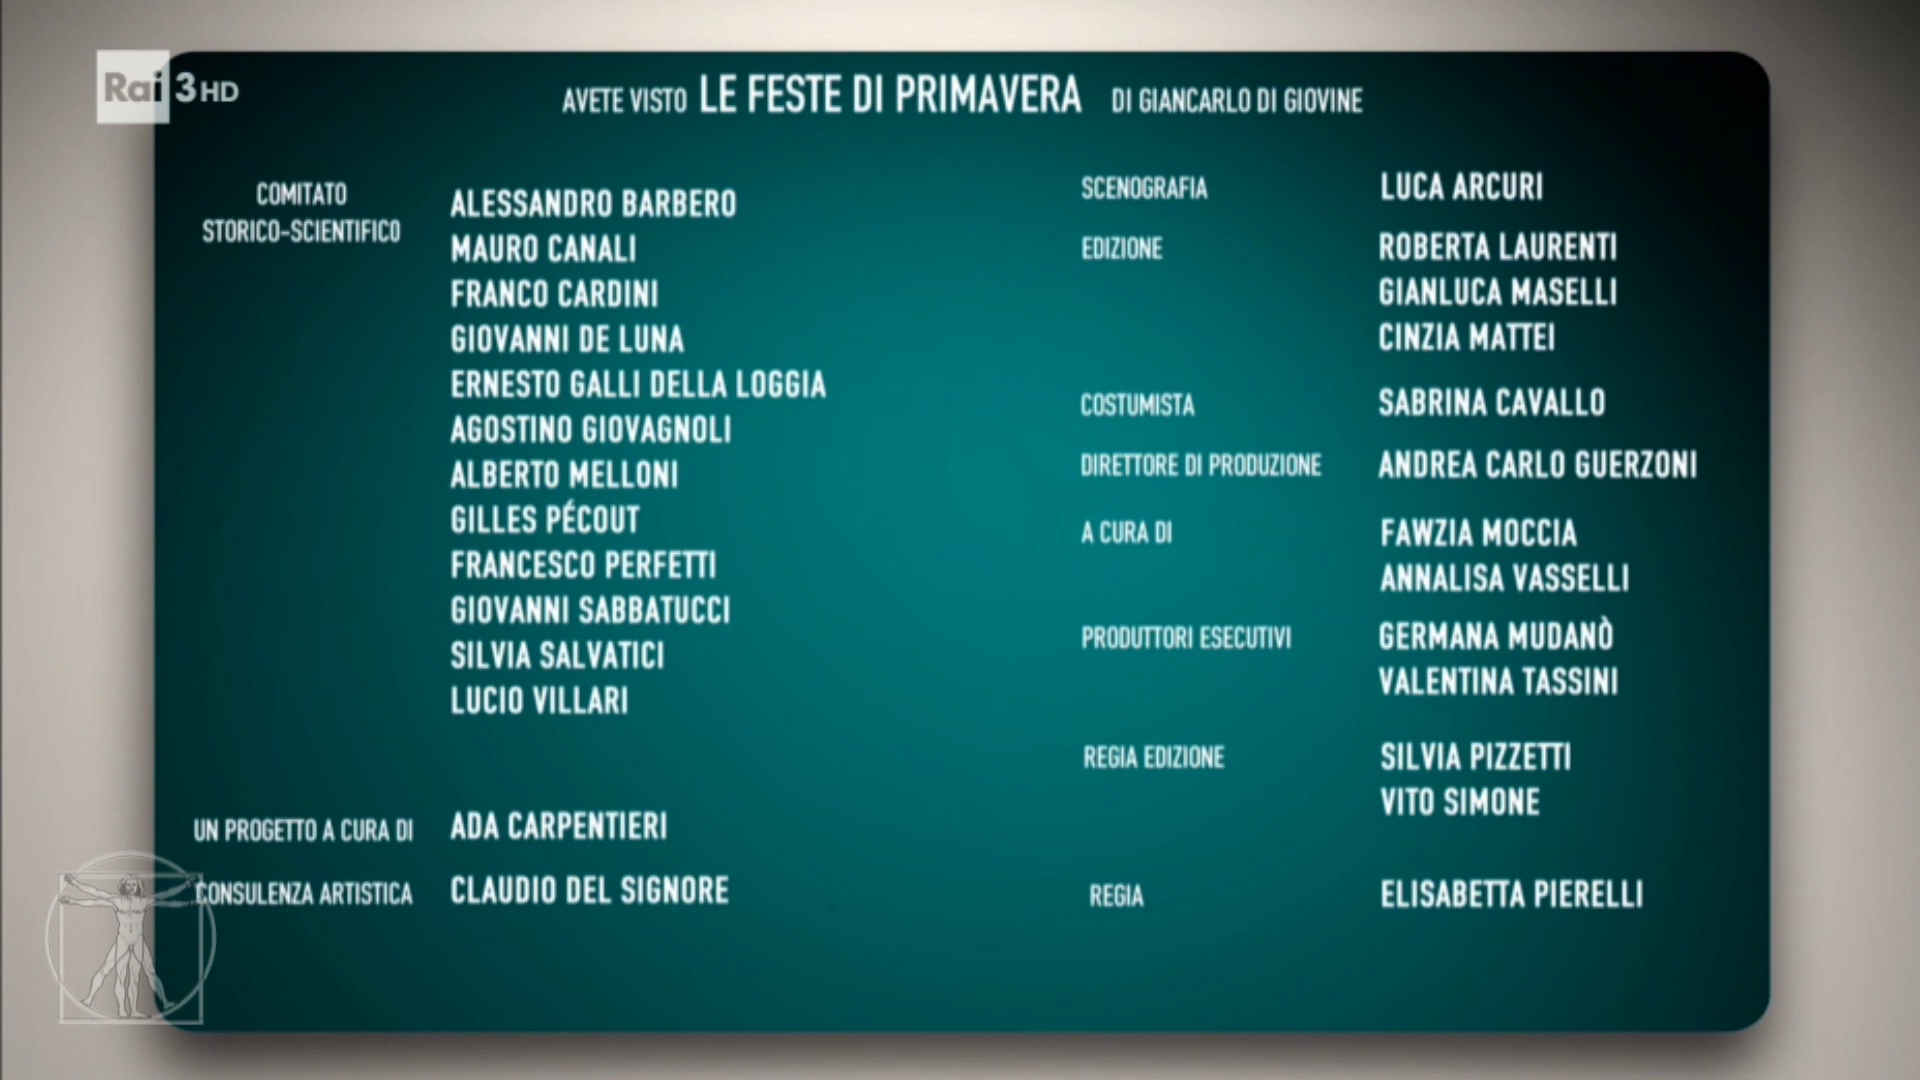 Rai 3 HD
AVETE VISTO LE FESTE DI PRIMAVERA DI GIANCARLO DI GIOVINE
COMITATO
STORICO-SCIENTIFICO
ALESSANDRO BARBERO
MAURO CANALI
FRANCO CARDINI
GIOVANNI DE LUNA
ERNESTO GALLI DELLA LOGGIA
AGOSTINO GIOVAGNOLI
ALBERTO MELLONI
GILLES PÉCOUT
FRANCESCO PERFETTI
GIOVANNI SABBATUCCI
SILVIA SALVATICI
LUCIO VILLARI
UN PROGETTO A CURA DI ADA CARPENTIERI
CONSULENZA ARTISTICA CLAUDIO DEL SIGNORE
SCENOGRAFIA LUCA ARCURI
EDIZIONE ROBERTA LAURENTI
GIANLUCA MASELLI
CINZIA MATTEI
COSTUMISTA SABRINA CAVALLO
DIRETTORE DI PRODUZIONE ANDREA CARLO GUERZONI
A CURA DI FAWZIA MOCCIA
ANNALISA VASSELLI
PRODUTTORI ESECUTIVI GERMANA MUDANÒ
VALENTINA TASSINI
REGIA EDIZIONE SILVIA PIZZETTI
VITO SIMONE
REGIA ELISABETTA PIERELLI